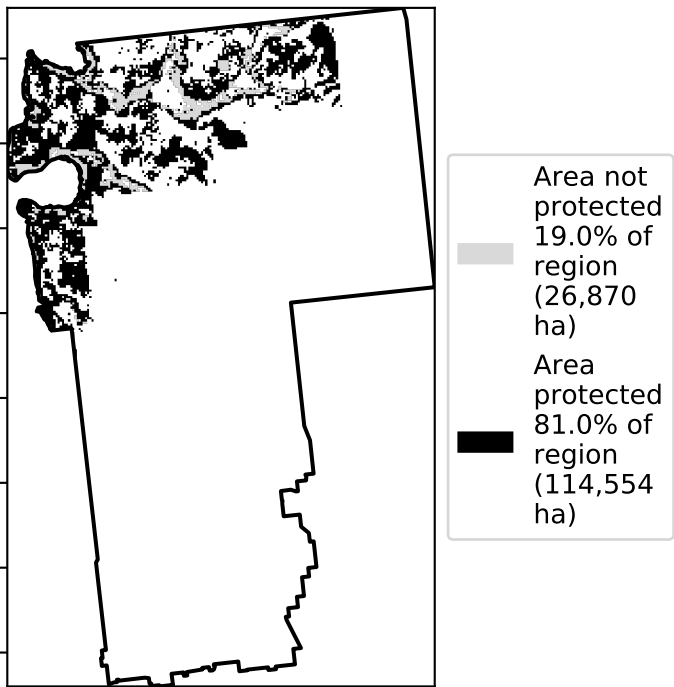 Area not
protected
19.0% of
region
(26,870
ha)
Area
protected
81.0% of
region
(114,554
ha)